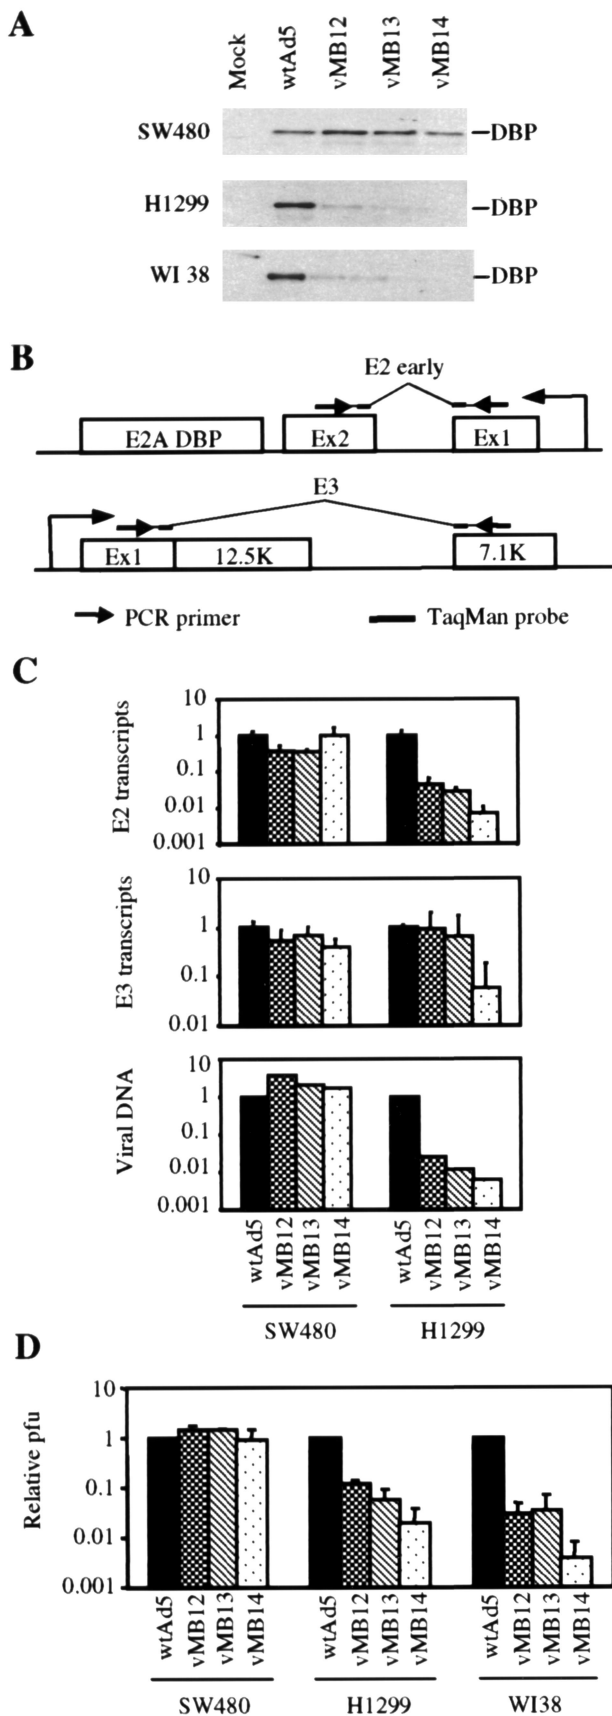 A
Mock
wtAd5
vMB12
vMB13
vMB14
SW480
DBP
H1299
DBP
WI 38
DBP
B
E2 early
E2A DBP
Ex2
Ex1
E3
Ex1
12.5K
7.1K
PCR primer
TaqMan probe
C
E2 transcripts
10
1
0.1
0.01
0.001
E3 transcripts
10
1
0.1
0.01
Viral DNA
10
1
0.1
0.01
0.001
wtAd5
vMB12
vMB13
vMB14
wtAd5
vMB12
vMB13
vMB14
SW480
H1299
D
Relative pfu
10
1
0.1
0.01
0.001
wtAd5
vMB12
vMB13
vMB14
wtAd5
vMB12
vMB13
vMB14
wtAd5
vMB12
vMB13
vMB14
SW480
H1299
WI38